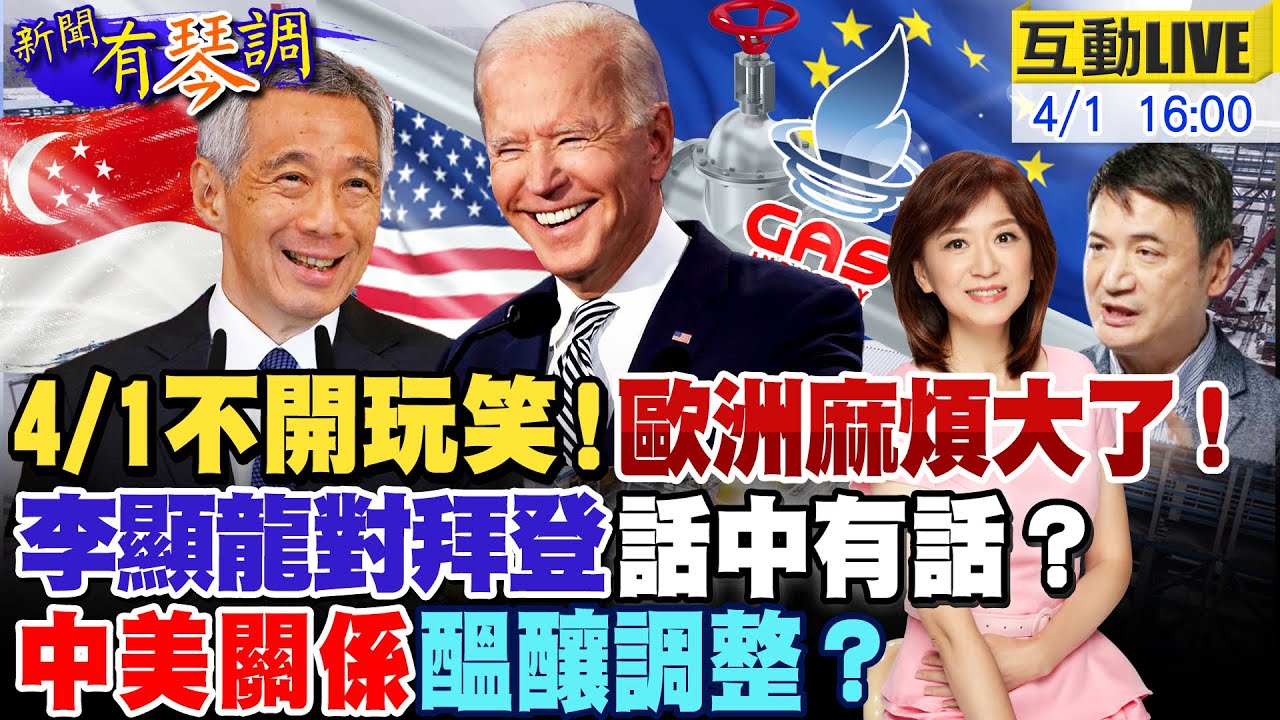 新聞有琴調
互動LIVE
4/1 16:00
GAS
4/1不開玩笑!歐洲麻煩大了!
李顯龍對拜登話中有話?
中美關係醞釀調整?